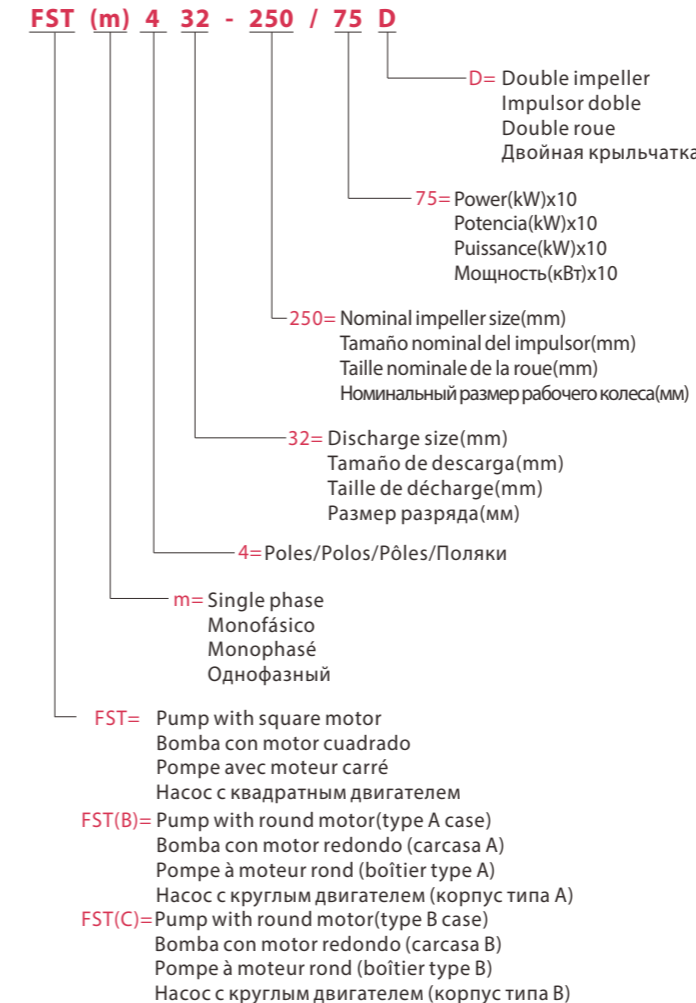 FST (m) 4 32 - 250 / 75 D
D= Double impeller
Impulsor doble
Double roue
Двойная крыльчатка
75= Power(kW)x10
Potencia(kW)x10
Puissance(kW)x10
Мощность(кВт)x10
250= Nominal impeller size(mm)
Tamaño nominal del impulsor(mm)
Taille nominale de la roue(mm)
Номинальный размер рабочего колеса(мм)
32= Discharge size(mm)
Tamaño de descarga(mm)
Taille de décharge(mm)
Размер разряда(мм)
4=Poles/Polos/Pôles/Поляки
m= Single phase
Monofásico
Monophasé
Однофазный
FST= Pump with square motor
Bomba con motor cuadrado
Pompe avec moteur carré
Насос с квадратным двигателем
FST(B)= Pump with round motor(type A case)
Bomba con motor redondo (carcasa A)
Pompe à moteur rond (boîtier type A)
Насос с круглым двигателем (корпус типа A)
FST(C)=Pump with round motor(type B case)
Bomba con motor redondo (carcasa B)
Pompe à moteur rond (boîtier type B)
Насос с круглым двигателем (корпус типа B)